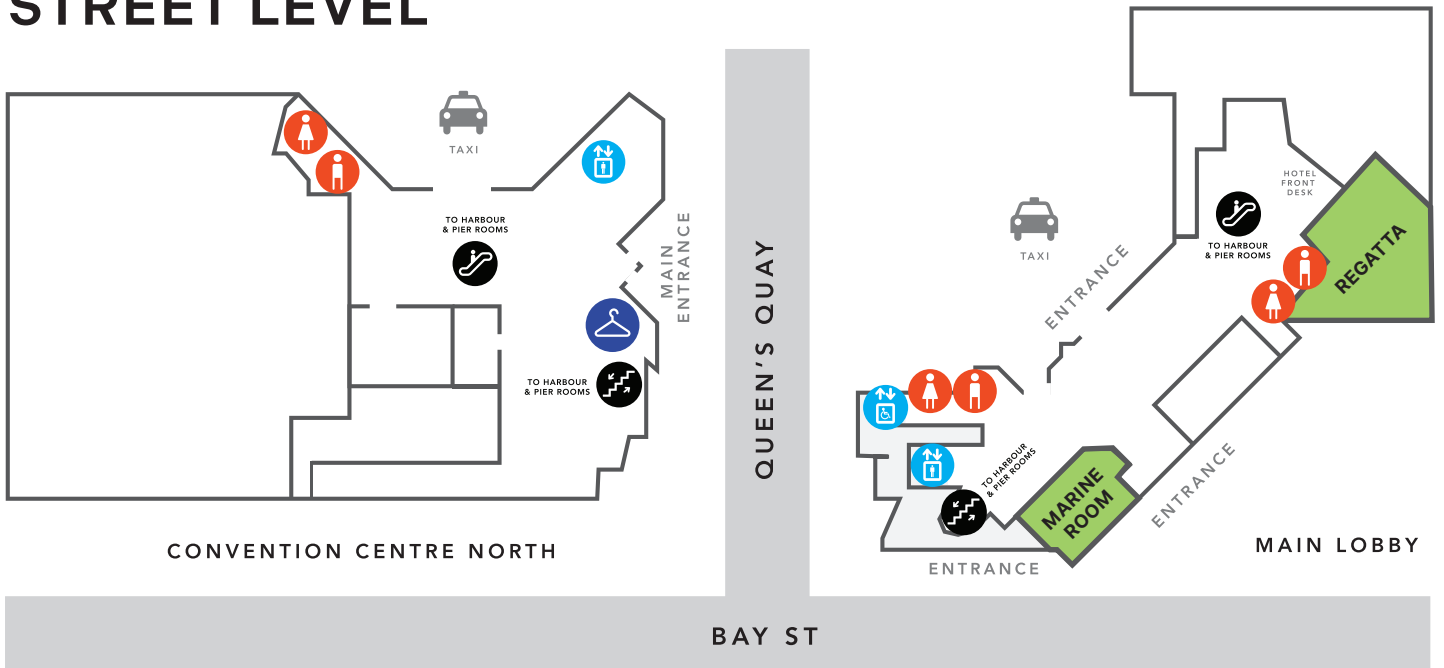 STREET LEVEL
TAXI
TO HARBOUR
& PIER ROOMS
MAIN
ENTRANCE
TO HARBOUR
& PIER ROOMS
CONVENTION CENTRE NORTH
QUEEN'S QUAY
HOTEL
FRONT
DESK
TAXI
TO HARBOUR
& PIER ROOMS
REGATTA
ENTRANCE
TO HARBOUR
& PIER ROOMS
MARINE
ROOM
ENTRANCE
ENTRANCE
MAIN LOBBY
BAY ST